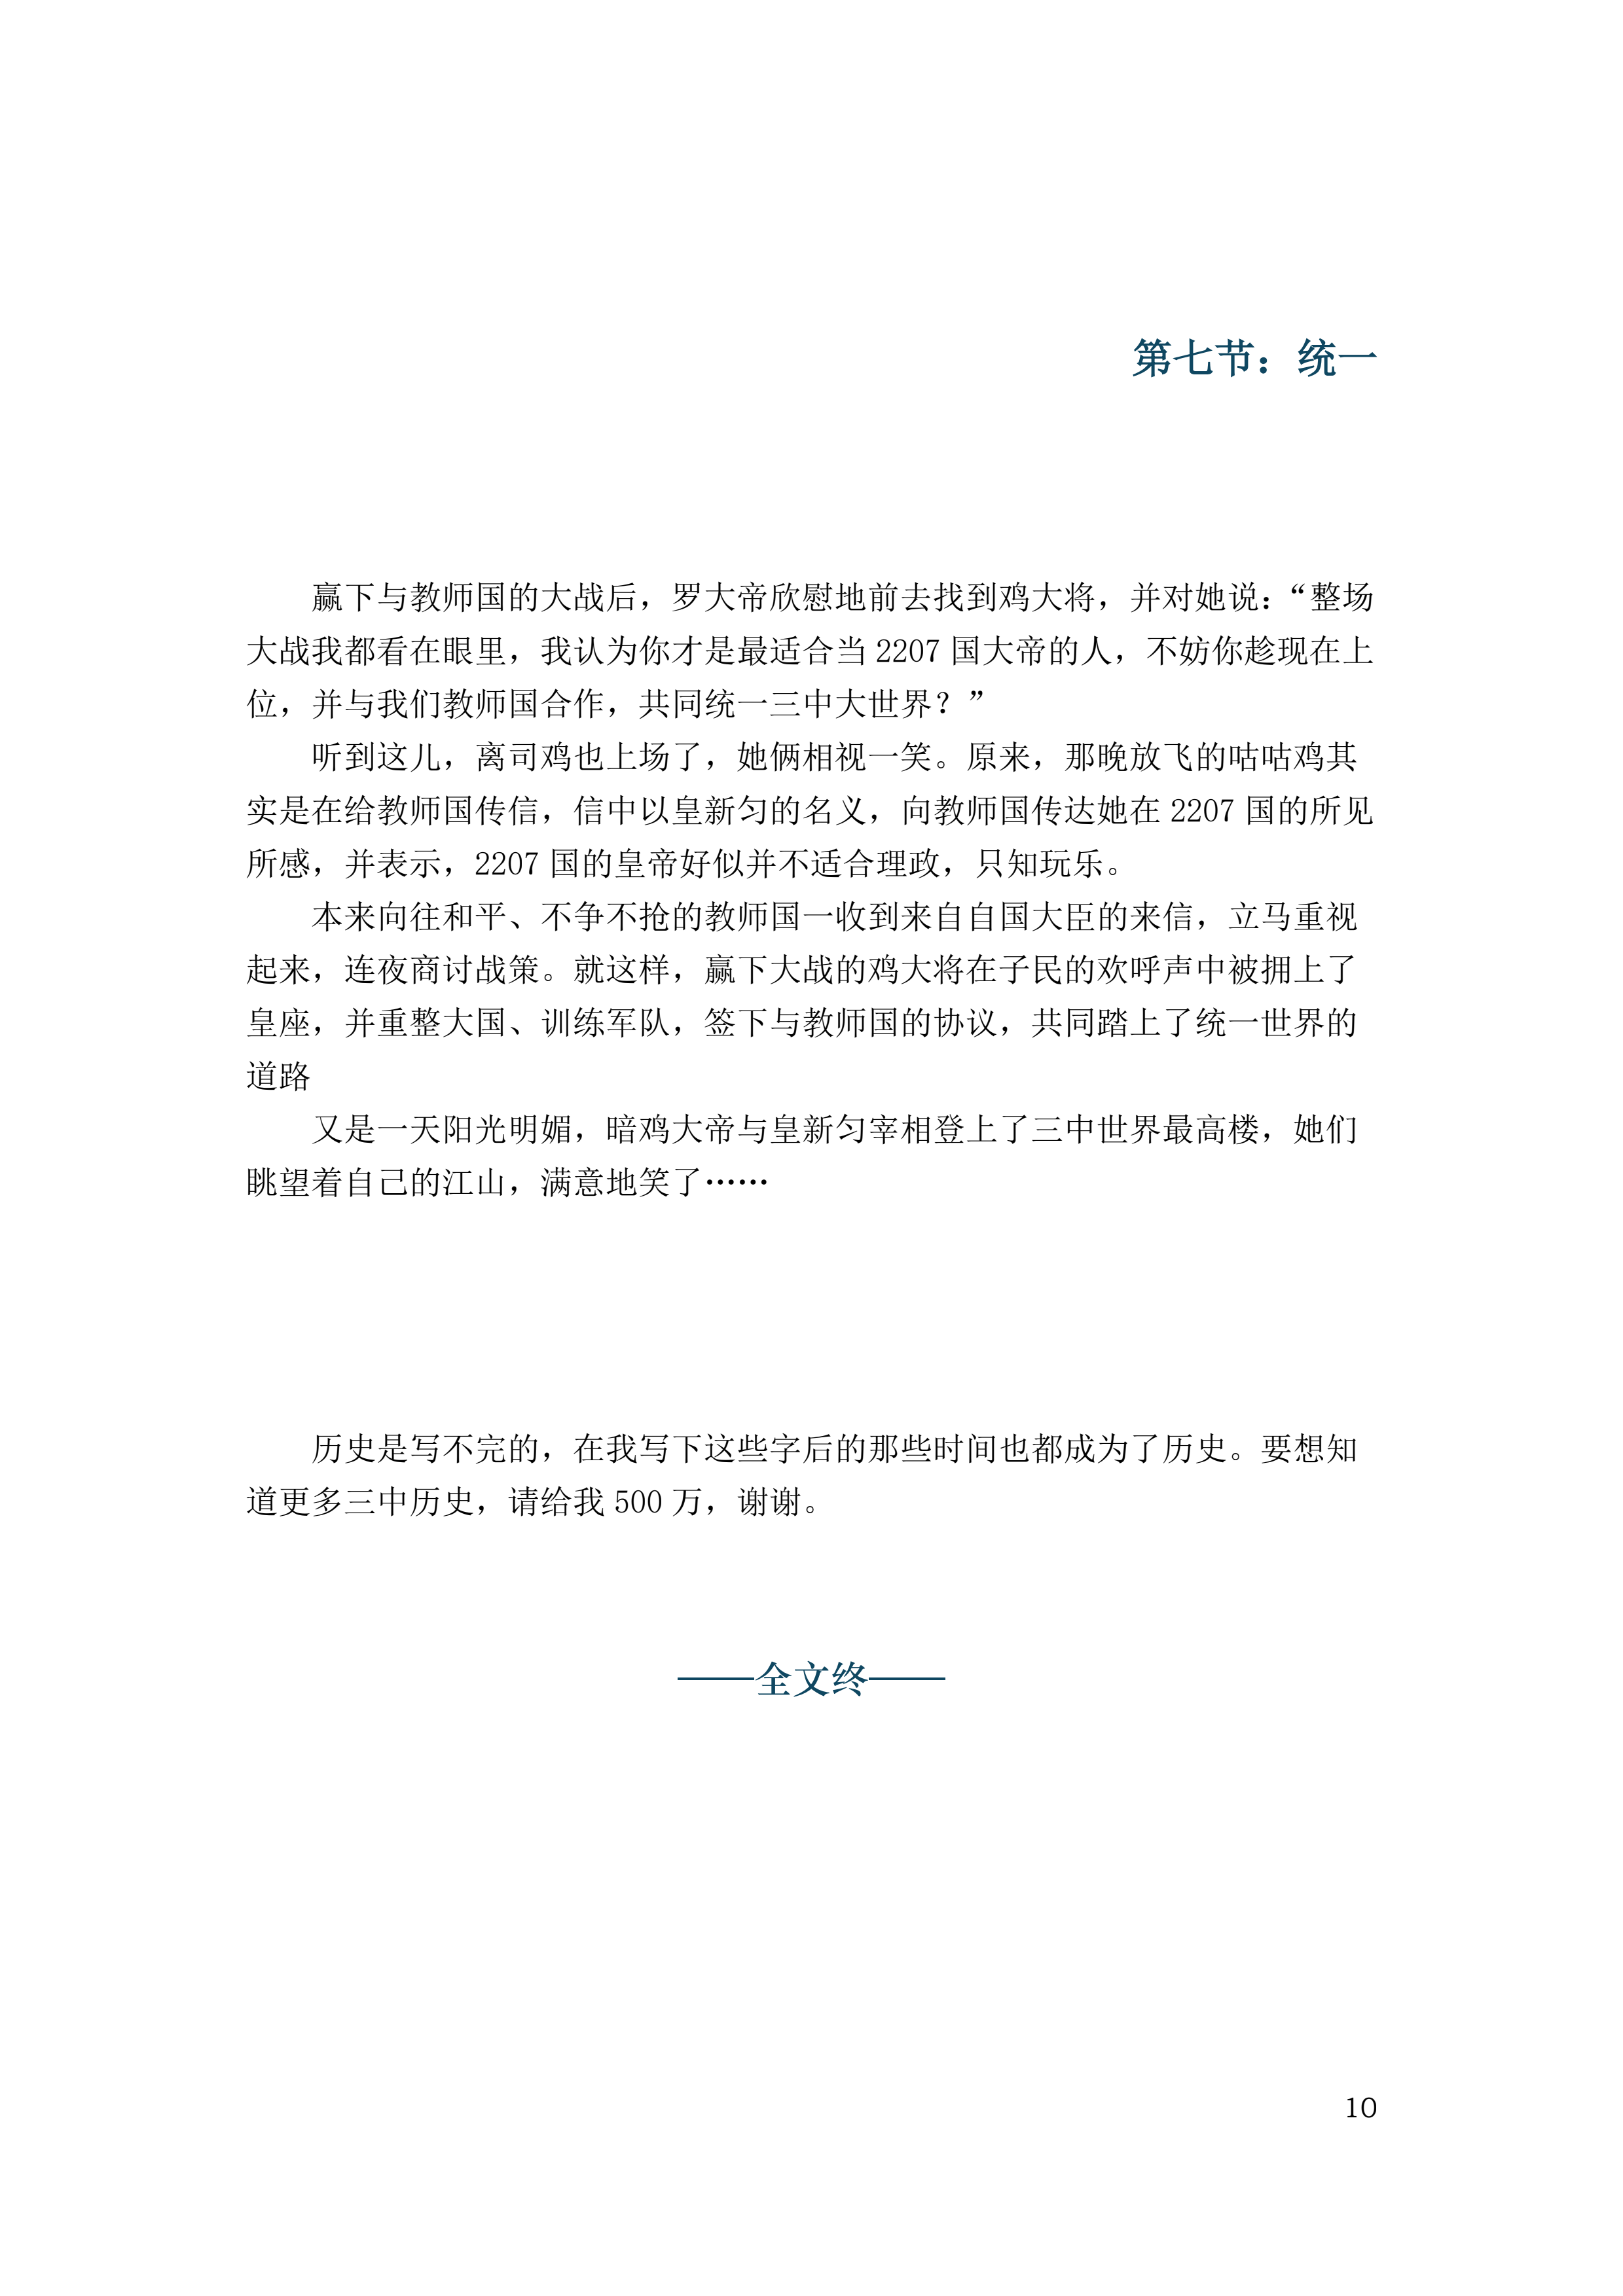 第七节：统一
赢下与教师国的大战后，罗大帝欣慰地前去找到鸡大将，并对她说：“整场
大战我都看在眼里，我认为你才是最适合当 2207 国大帝的人，不妨你趁现在上
位，并与我们教师国合作，共同统一三中大世界？”
听到这儿，离司鸡也上场了，她俩相视一笑。原来，那晚放飞的咕咕鸡其
实是在给教师国传信，信中以皇新匀的名义，向教师国传达她在 2207 国的所见
所感，并表示，2207 国的皇帝好似并不适合理政，只知玩乐。
本来向往和平、不争不抢的教师国一收到来自自国大臣的来信，立马重视
起来，连夜商讨战策。就这样，赢下大战的鸡大将在子民的欢呼声中被拥上了
皇座，并重整大国、训练军队，签下与教师国的协议，共同踏上了统一世界的
道路
又是一天阳光明媚，暗鸡大帝与皇新匀宰相登上了三中世界最高楼，她们
眺望着自己的江山，满意地笑了……
历史是写不完的，在我写下这些字后的那些时间也都成为了历史。要想知
道更多三中历史，请给我 500 万，谢谢。
——全文终——
10